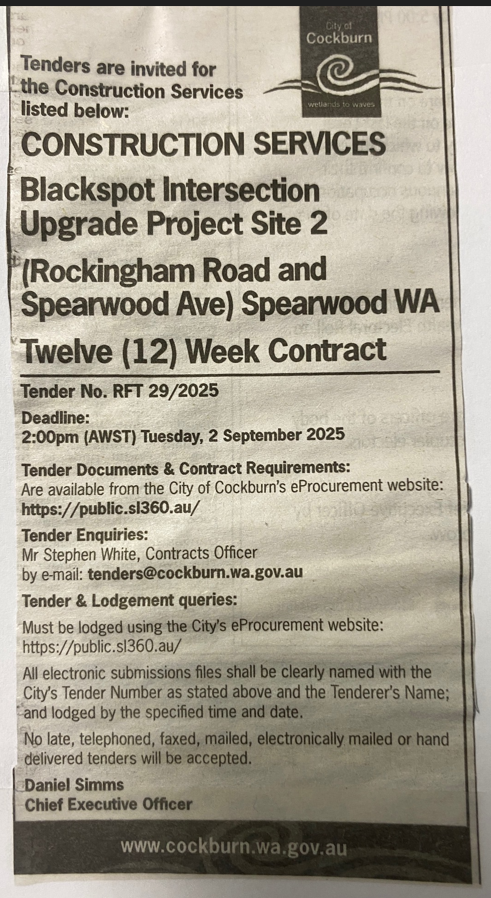 City of
Cockburn
wetlands to waves
Tenders are invited for
the Construction Services
listed below:
CONSTRUCTION SERVICES
Blackspot Intersection
Upgrade Project Site 2
(Rockingham Road and
Spearwood Ave) Spearwood WA
Twelve (12) Week Contract
Tender No. RFT 29/2025
Deadline:
2:00pm (AWST) Tuesday, 2 September 2025
Tender Documents & Contract Requirements:
Are available from the City of Cockburn's eProcurement website:
https://public.sl360.au/
Tender Enquiries:
Mr Stephen White, Contracts Officer
by e-mail: tenders@cockburn.wa.gov.au
Tender & Lodgement queries:
Must be lodged using the City's eProcurement website:
https://public.sl360.au/
All electronic submissions files shall be clearly named with the
City's Tender Number as stated above and the Tenderer's Name;
and lodged by the specified time and date.
No late, telephoned, faxed, mailed, electronically mailed or hand
delivered tenders will be accepted.
Daniel Simms
Chief Executive Officer
www.cockburn.wa.gov.au